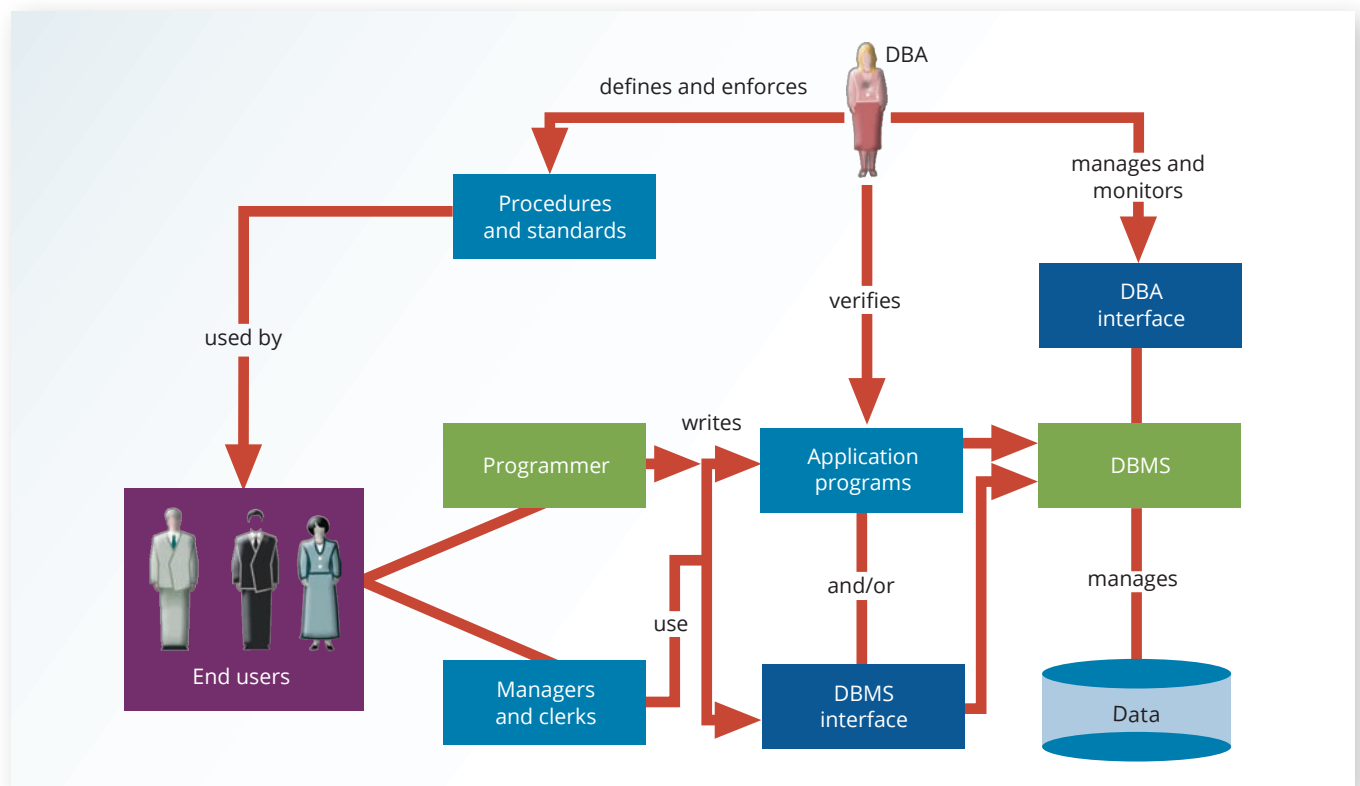 DBA
defines and enforces
manages and
monitors
Procedures
and standards
verifies
DBA
interface
used by
writes
Programmer
Application
programs
DBMS
and/or
manages
use
End users
Managers
and clerks
DBMS
interface
Data